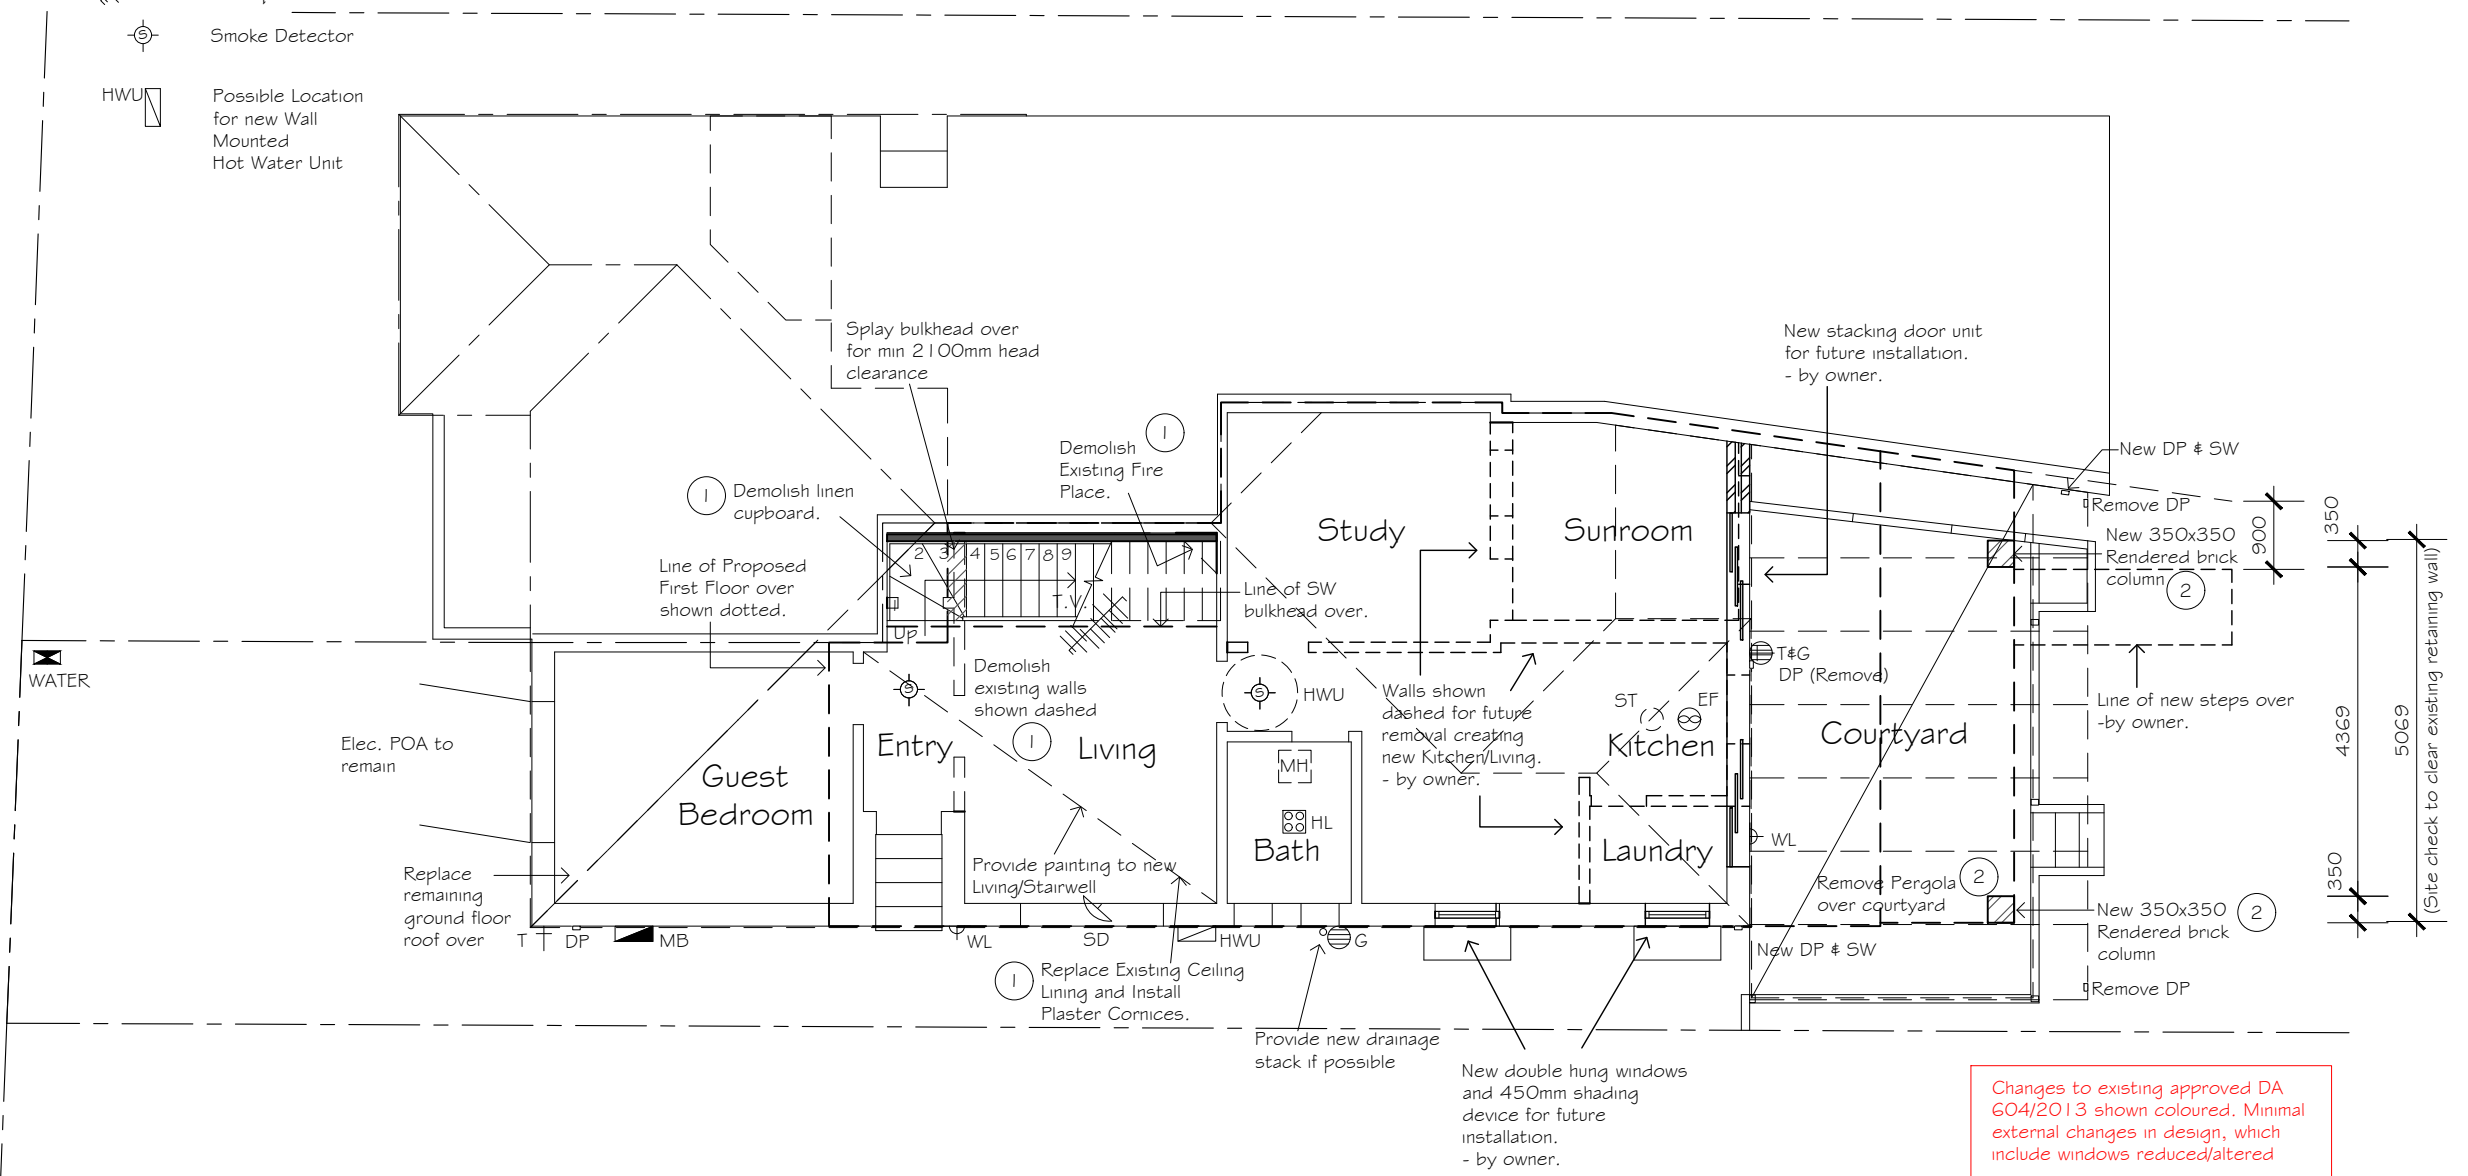 Smoke Detector
HWU
Possible Location
for new Wall
Mounted
Hot Water Unit
Splay bulkhead over
for min 2100mm head
clearance
New stacking door unit
for future installation.
- by owner.
Demolish
Existing Fire
Place.
1
1
Demolish linen
cupboard.
New DP & SW
Remove DP
New 350x350
Rendered brick
column
2
350
900
Study
Sunroom
2 3 4 5 6 7 8 9
Line of Proposed
First Floor over
shown dotted.
T.V.
Line of SW
bulkhead over.
Up
WATER
Demolish
existing walls
shown dashed
1
S
S
HWU
Walls shown
dashed for future
removal creating
new Kitchen/Living.
- by owner.
ST
EF
T&G
DP (Remove)
Line of new steps over
-by owner.
Elec. POA to
remain
Entry
Living
Kitchen
Courtyard
Guest
Bedroom
MH
HL
Bath
Laundry
WL
4369
5069
(Site check to clear existing retaining wall)
Provide painting to new
Living/Stairwell
Replace
remaining
ground floor
roof over
Remove Pergola
over courtyard
2
350
New 350x350
Rendered brick
column
2
T
DP
MB
WL
SD
HWU
G
New DP & SW
Remove DP
1
Replace Existing Ceiling
Lining and Install
Plaster Cornices.
Provide new drainage
stack if possible
New double hung windows
and 450mm shading
device for future
installation.
- by owner.
Changes to existing approved DA
604/2013 shown coloured. Minimal
external changes in design, which
include windows reduced/altered